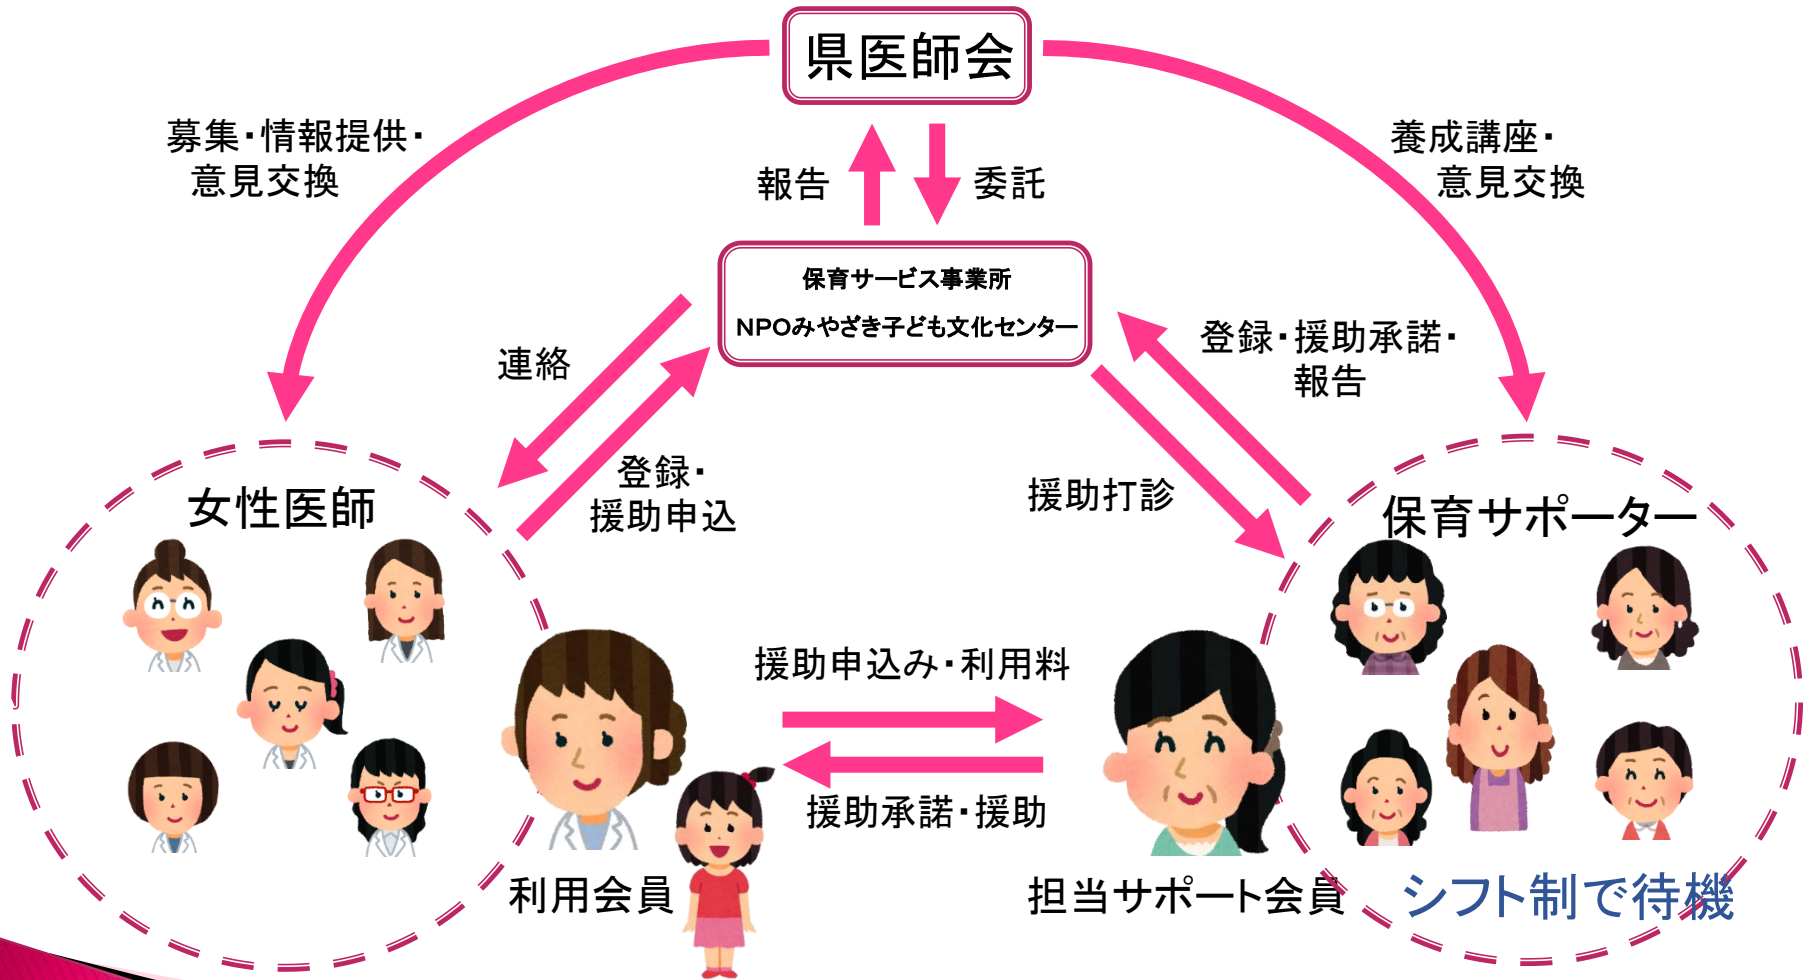 県医師会
募集・情報提供・
意見交換
養成講座・
意見交換
報告
委託
保育サービス事業所
NPOみやざき子ども文化センター
連絡
登録・援助承諾・
報告
登録・
援助申込
援助打診
女性医師
保育サポーター
援助申込み・利用料
援助承諾・援助
利用会員
担当サポート会員
シフト制で待機